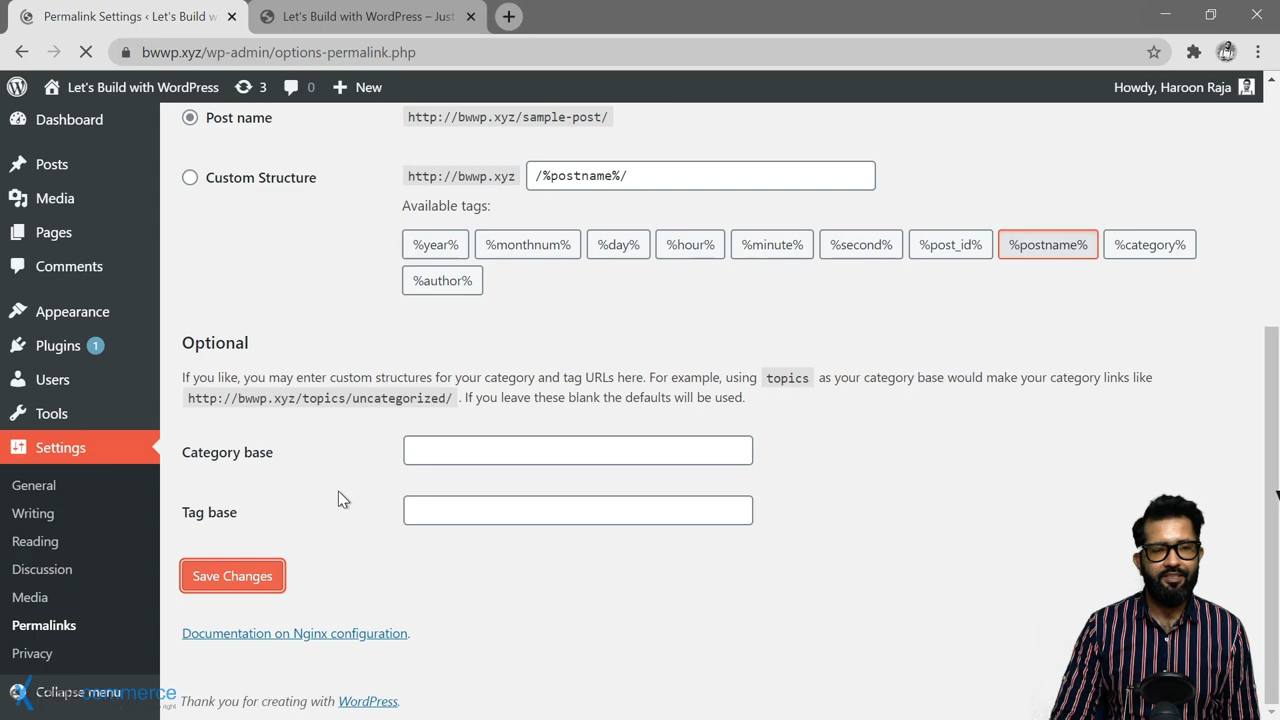 Permalink Settings ‹ Let's Build w
Let's Build with WordPress – Just
bwwp.xyz/wp-admin/options-permalink.php
Let's Build with WordPress 3 0 New
Howdy, Haroon Raja
Dashboard
Posts
Media
Pages
Comments
Appearance
Plugins 1
Users
Tools
Settings
General
Writing
Reading
Discussion
Media
Permalinks
Privacy
Collapse menu
Post name http://bwwp.xyz/sample-post/
Custom Structure http://bwwp.xyz /%postname%/
Available tags:
%year% %monthnum% %day% %hour% %minute% %second% %post_id% %postname% %category%
%author%
Optional
If you like, you may enter custom structures for your category and tag URLs here. For example, using topics as your category base would make your category links like
http://bwwp.xyz/topics/uncategorized/ . If you leave these blank the defaults will be used.
Category base
Tag base
Save Changes
Documentation on Nginx configuration.
Thank you for creating with WordPress.